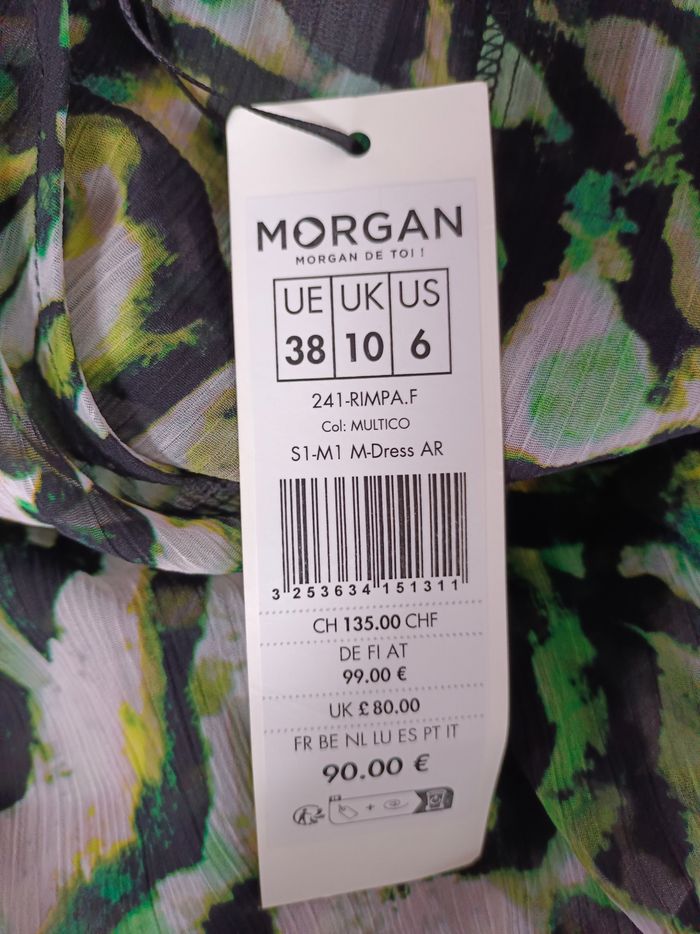 MORGAN
MORGAN DE TOI !
UE UK US
38 10 6
241-RIMPA.F
Col: MULTICO
S1-M1 M-Dress AR
3 253634 151311
CH 135.00 CHF
DE FI AT
99.00 €
UK £80.00
FR BE NL LU ES PT IT
90.00 €